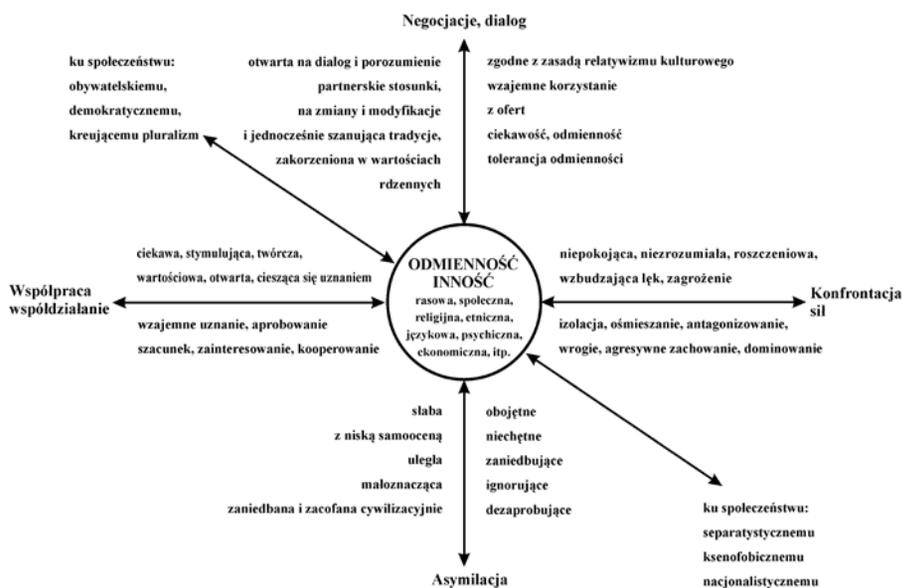 Negocjacje, dialog
ku społeczeństwu:
obywatelskiemu,
demokratycznemu,
kreującemu pluralizm
otwarta na dialog i porozumienie
partnerskie stosunki,
na zmiany i modyfikacje
i jednocześnie szanująca tradycje,
zakorzeniona w wartościach
rdzennych
zgodne z zasadą relatywizmu kulturowego
wzajemne korzystanie
z ofert
ciekawość, odmienność
tolerancja odmienności
ciekawa, stymulująca, twórcza,
wartościowa, otwarta, ciesząca się uznaniem
Współpraca
współdziałanie
wzajemne uznanie, aprobowanie
szacunek, zainteresowanie, kooperowanie
ODMIENNOŚĆ
INNOŚĆ
rasowa, społeczna,
religijna, etniczna,
językowa, psychiczna,
ekonomiczna, itp.
niepokojąca, niezrozumiała, roszczeniowa,
wzbudzająca lęk, zagrożenie
Konfrontacja
sil
izolacja, ośmieszanie, antagonizowanie,
wrogie, agresywne zachowanie, dominowanie
słaba
z niską samooceną
uległa
małoznacząca
zaniedbana i zacofana cywilizacyjnie
obojętne
niechętne
zaniedbujące
ignorujące
dezaprobujące
ku społeczeństwu:
separatystycznemu
ksenofobicznemu
nacjonalistycznemu
Asymilacja